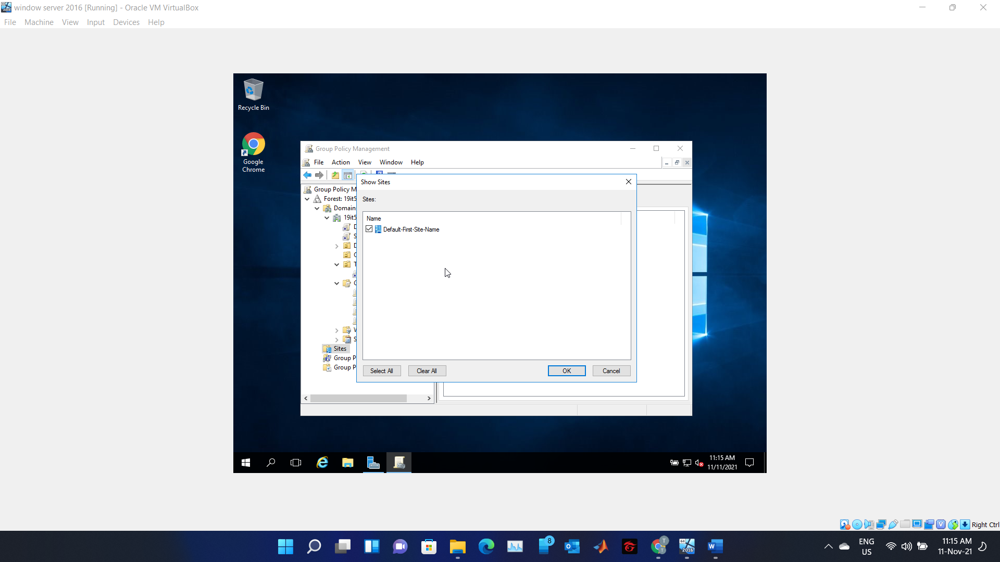 window server 2016 [Running] - Oracle VM VirtualBox
File Machine View Input Devices Help
Recycle Bin
Google
Chrome
Group Policy Management
File Action View Window Help
Group Policy M
Forest: 19it5
Domain
19it5
Show Sites
Sites:
Name
Default-First-Site-Name
Sites
Group P
Group P
Select All
Clear All
OK
Cancel
11:15 AM
11/11/2021
Right Ctrl
8
64
2016
T
T
ENG
US
11:15 AM
11-Nov-21